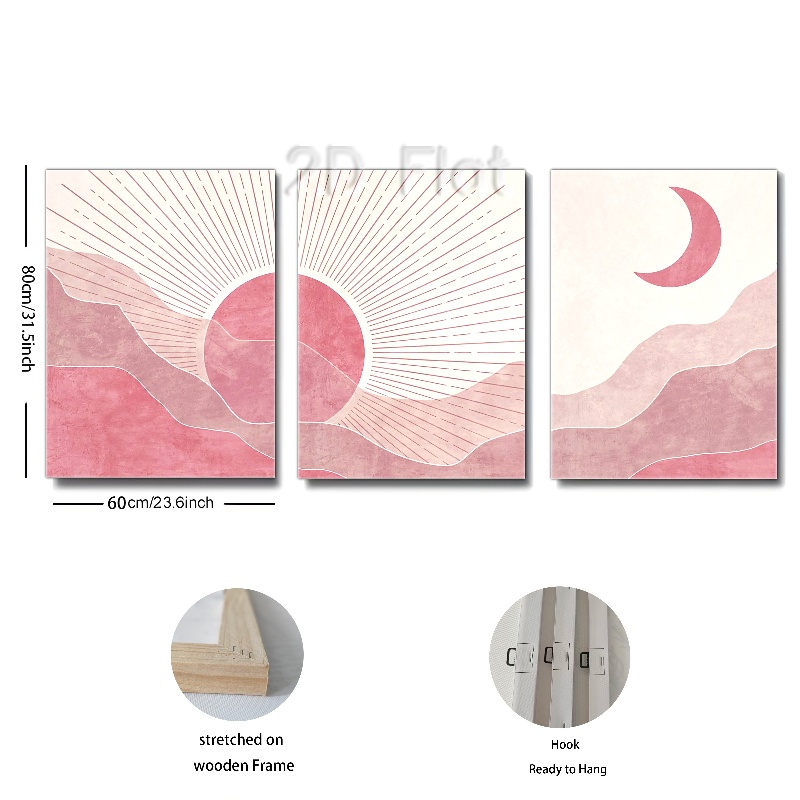 2D Flat
80cm/31.5inch
60cm/23.6inch
stretched on
wooden Frame
Hook
Ready to Hang